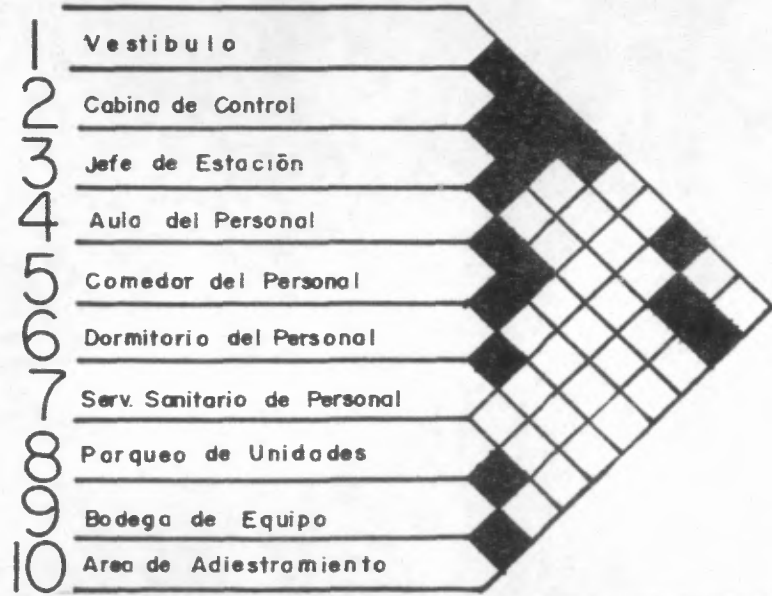 1 Vestibulo
2 Cabina de Control
3 Jefe de Estación
4 Aula del Personal
5 Comedor del Personal
6 Dormitorio del Personal
7 Serv. Sanitario de Personal
8 Parqueo de Unidades
9 Bodega de Equipo
10 Area de Adiestramiento